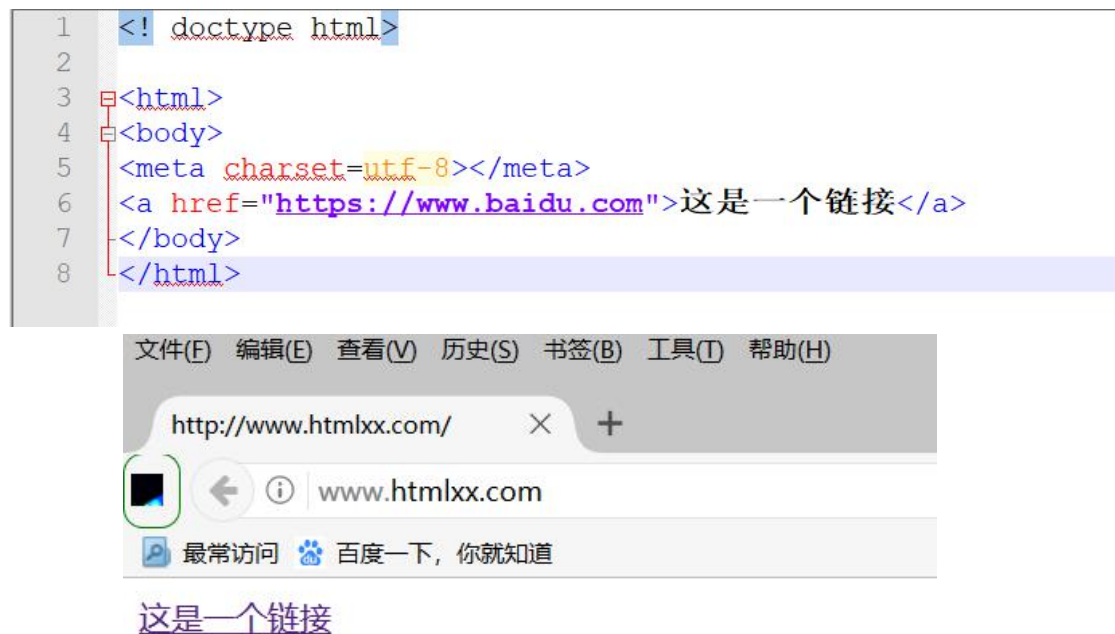 1 <! doctype html>
2
3 <html>
4 <body>
5 <meta charset=utf-8></meta>
6 <a href="https://www.baidu.com">这是一个链接</a>
7 </body>
8 </html>
文件(F) 编辑(E) 查看(V) 历史(S) 书签(B) 工具(T) 帮助(H)
http://www.htmlxx.com/
www.htmlxx.com
最常访问 百度一下，你就知道
这是一个链接